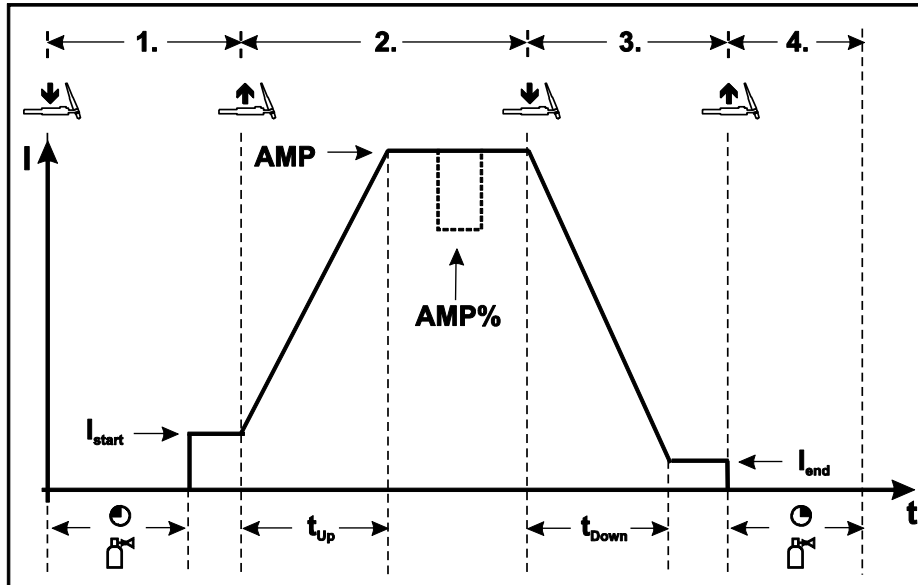 1. 2. 3. 4.
I
AMP
AMP%
Istart
Iend
t
tUp
tDown